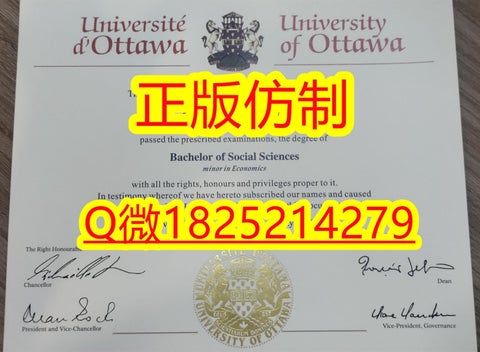 Université
d'Ottawa
University
of Ottawa
正版仿制
passed the prescribed examinations, the degree of
Bachelor of Social Sciences
minor in Economics
with all the rights, honours and privileges proper to it.
In testimony whereof we have hereto subscribed our names and caused
Q微1825214279
The Right Honourable
Chancellor
Dean
President and Vice-Chancellor
Vice-President, Governance
UNIVERSITY OF OTTAWA